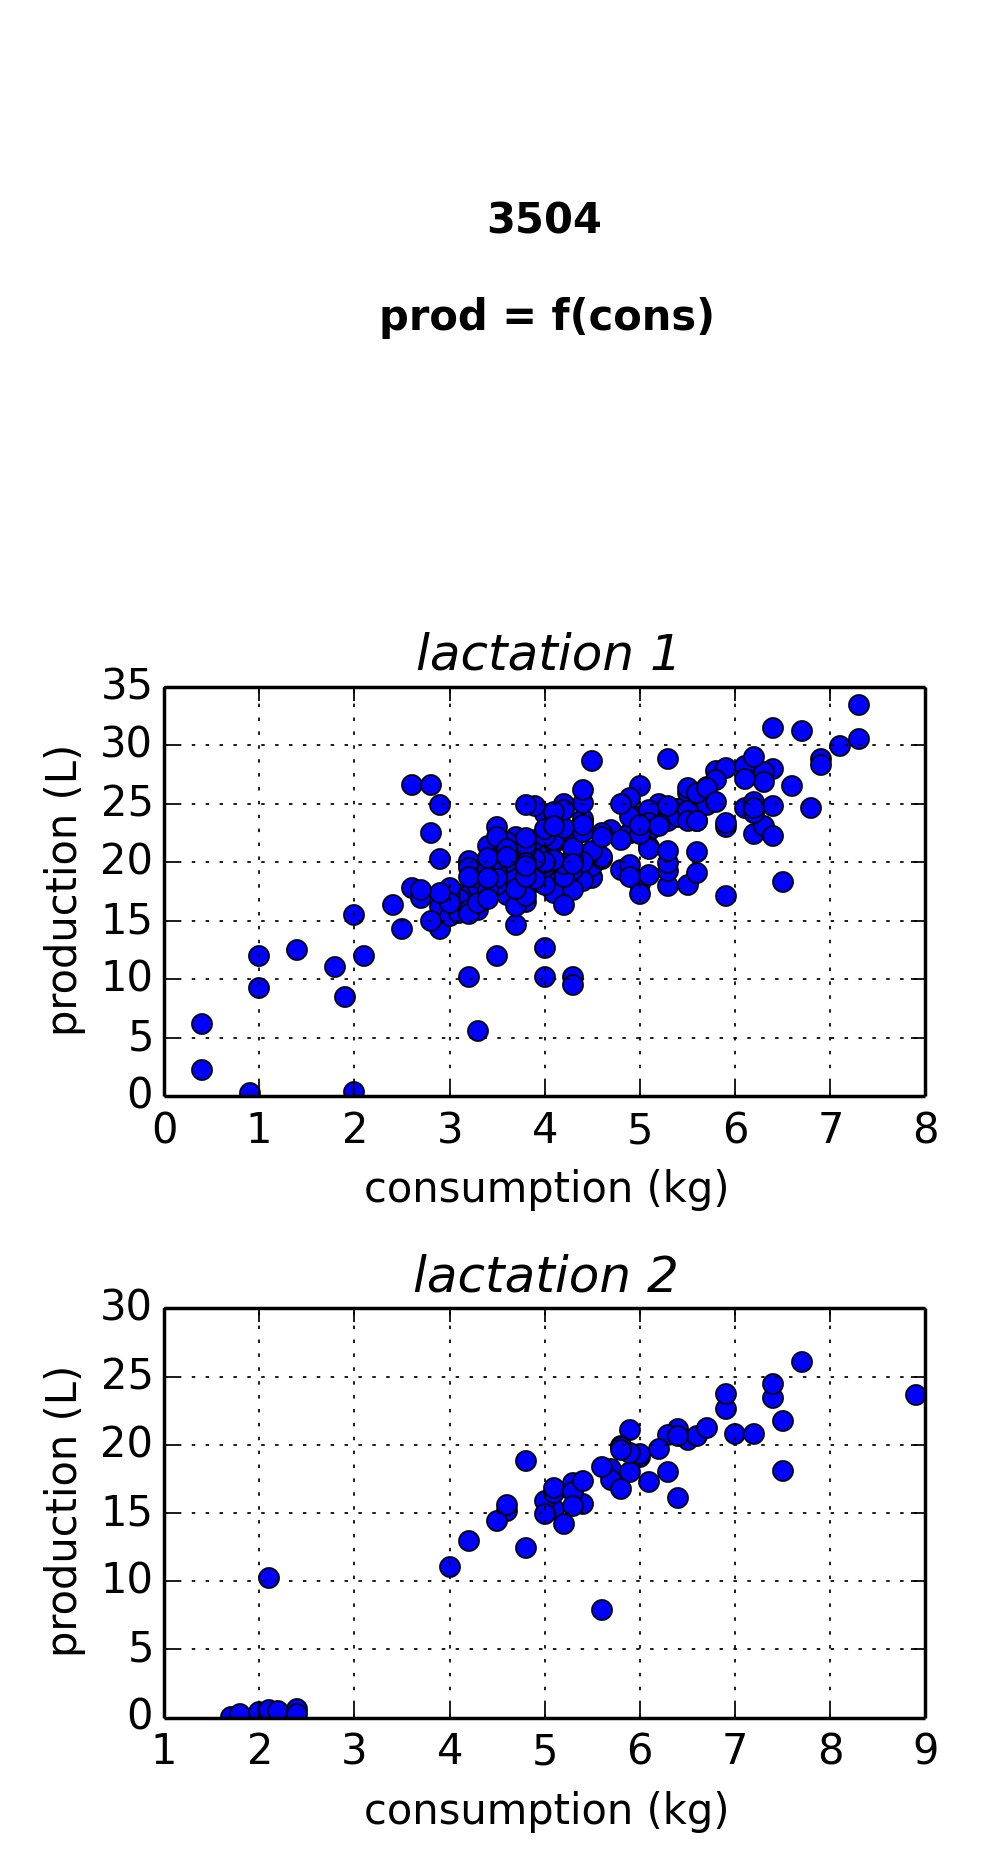 3504
prod = f(cons)
lactation 1
production (L)
35
30
25
20
15
10
5
0
0 1 2 3 4 5 6 7 8
consumption (kg)
lactation 2
production (L)
30
25
20
15
10
5
0
1 2 3 4 5 6 7 8 9
consumption (kg)